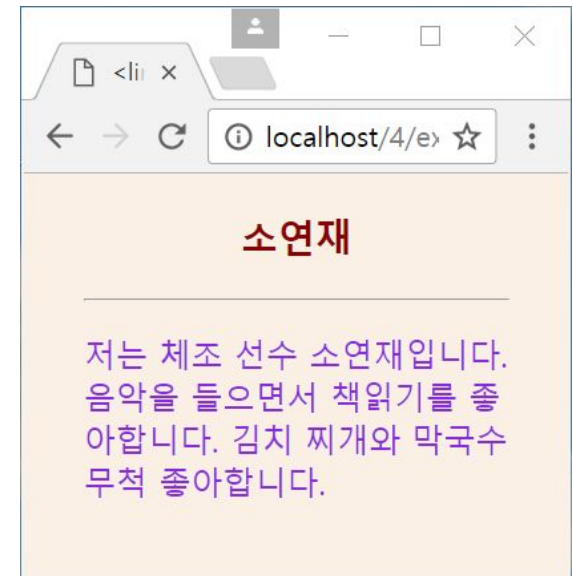 <li
localhost/4/ex
소연재
저는 체조 선수 소연재입니다.
음악을 들으면서 책읽기를 좋
아합니다. 김치 찌개와 막국수
무척 좋아합니다.